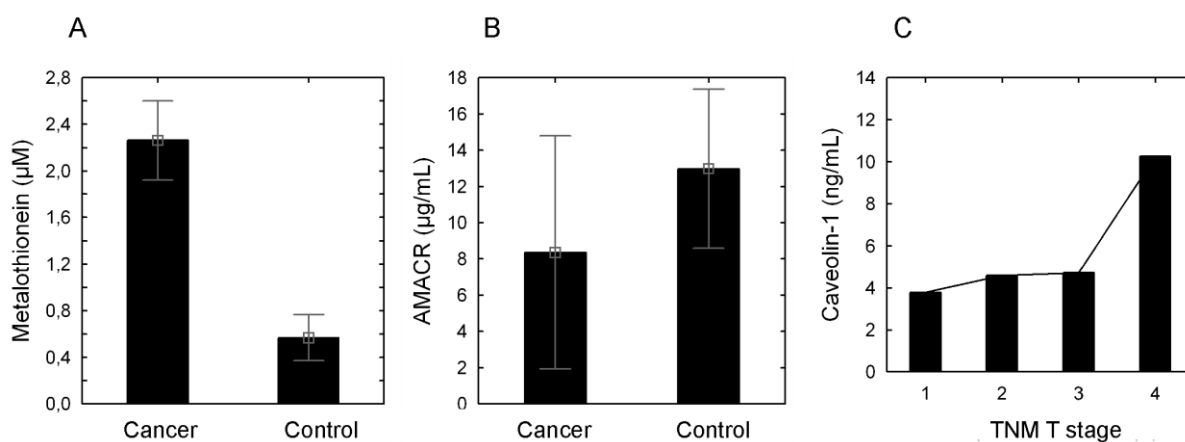 A
Metalothionein (µM)
2,8
2,4
2,0
1,6
1,2
0,8
0,4
0,0
Cancer
Control
B
AMACR (µg/mL)
18
16
14
12
10
8
6
4
2
0
Cancer
Control
C
Caveolin-1 (ng/mL)
14
12
10
8
6
4
2
0
1 2 3 4
TNM T stage